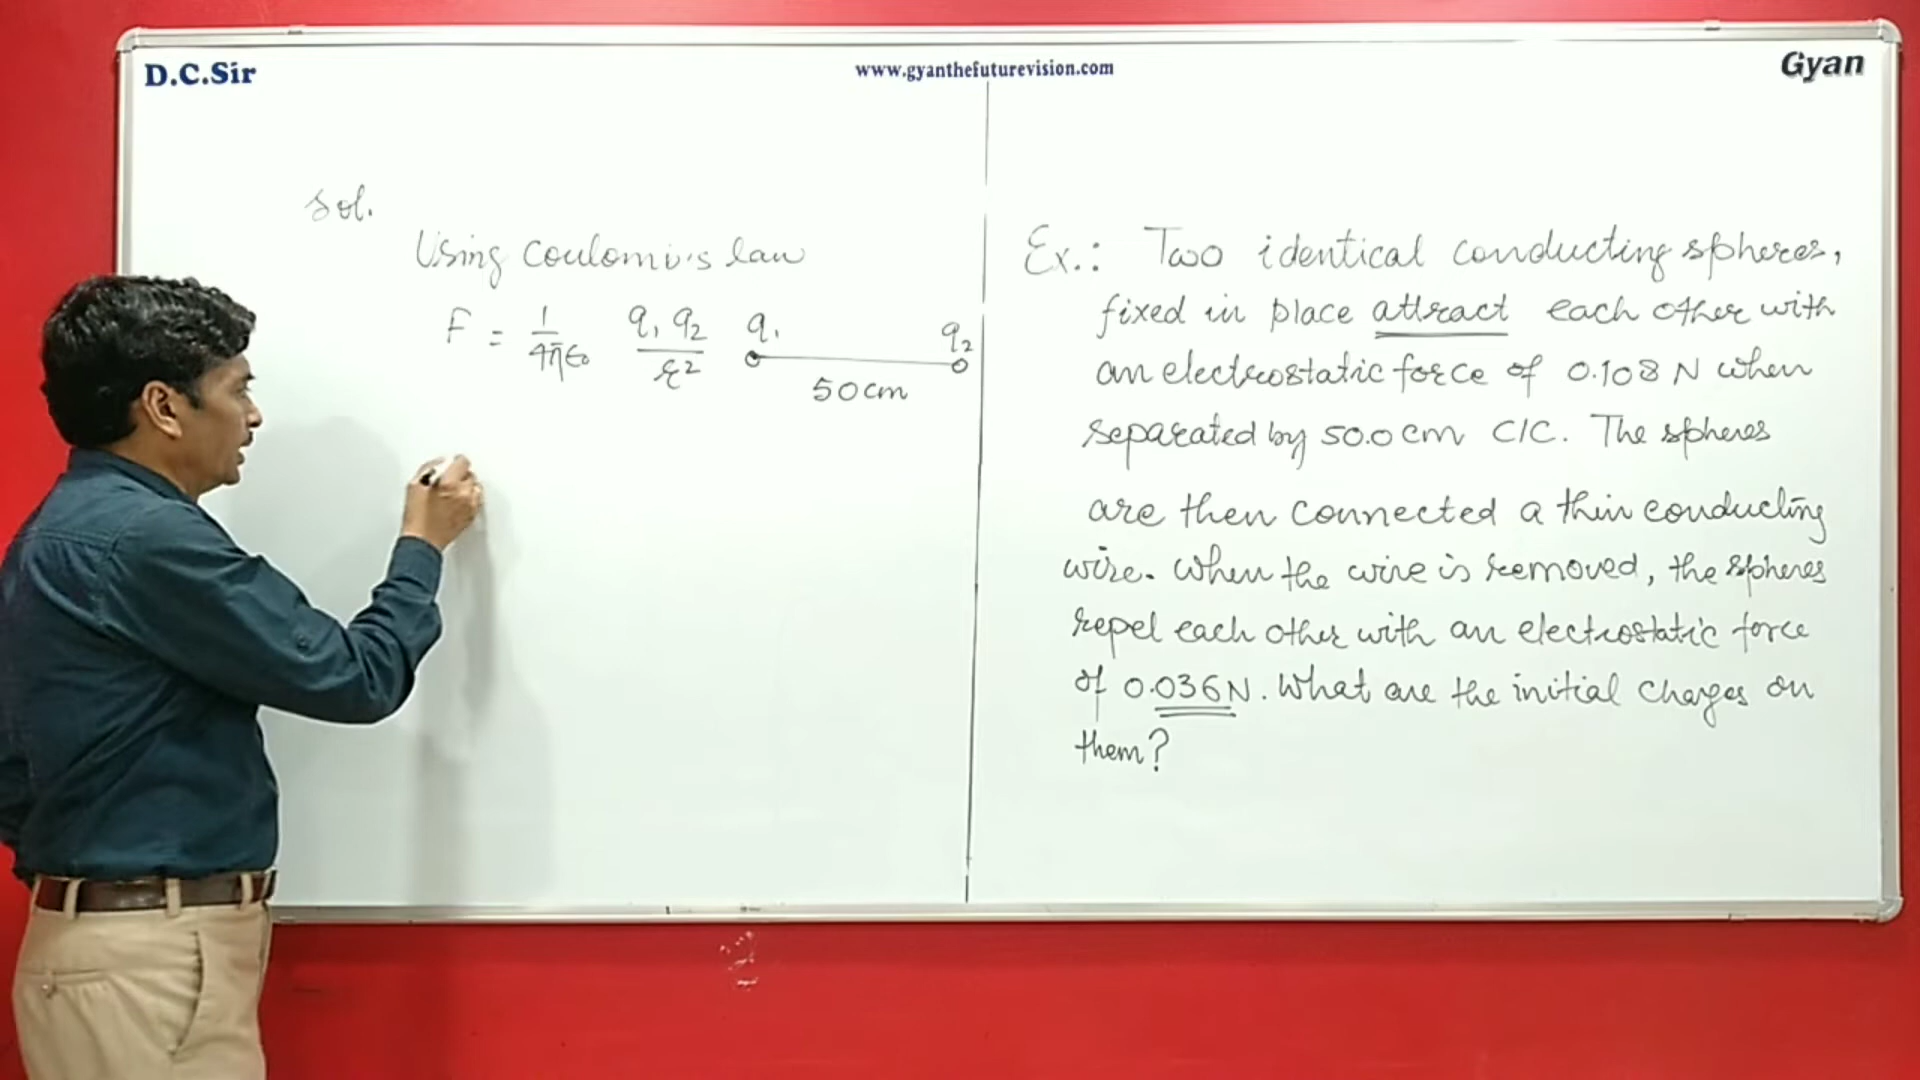 D.C.Sir
www.gyanthefuturevision.com
Gyan
Sol.
Using Coulomb's law
F = 1/4πε₀ q₁ q₂/r²
q₁ q₂
50cm
Ex.: Two identical conducting spheres,
fixed in place attract each other with
an electrostatic force of 0.108 N when
separated by 50.0 cm C/C. The spheres
are then connected a thin conducting
wire. When the wire is removed, the spheres
repel each other with an electrostatic force
of 0.036N. What are the initial charges on
them?